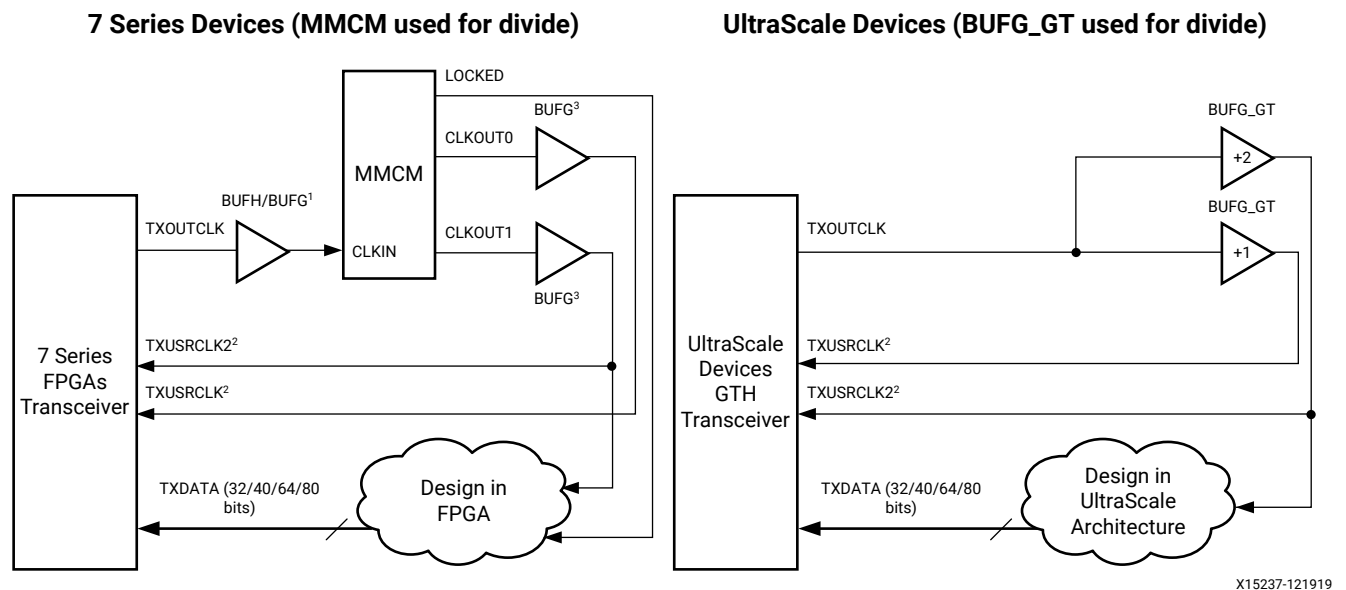 7 Series Devices (MMCM used for divide)
UltraScale Devices (BUFG_GT used for divide)
LOCKED
BUFG³
CLKOUT0
MMCM
BUFH/BUFG¹
TXOUTCLK
CLKIN
CLKOUT1
BUFG³
7 Series
FPGAs
Transceiver
TXUSRCLK2²
TXUSRCLK²
TXDATA (32/40/64/80
bits)
Design in
FPGA
BUFG_GT
+2
BUFG_GT
+1
TXOUTCLK
UltraScale
Devices
GTH
Transceiver
TXUSRCLK²
TXUSRCLK2²
TXDATA (32/40/64/80
bits)
Design in
UltraScale
Architecture
X15237-121919